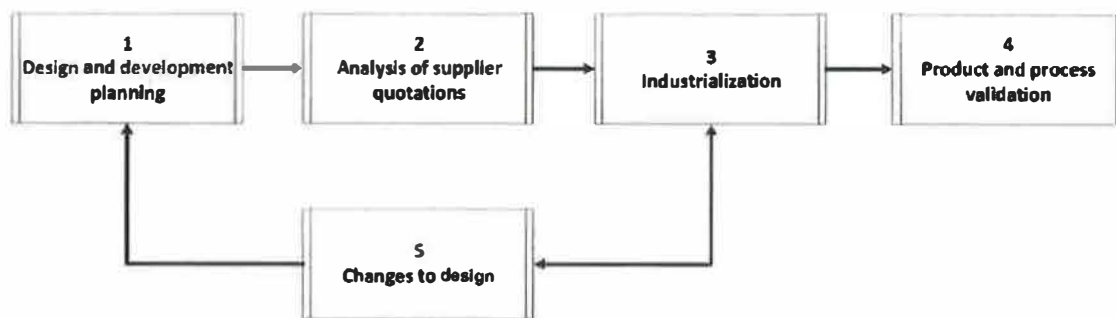 1
Design and development
planning
2
Analysis of supplier
quotations
3
Industrialization
4
Product and process
validation
5
Changes to design